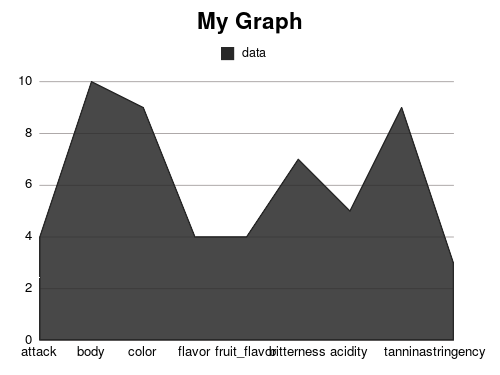 My Graph
data
10
8
6
4
2
0
attack body color flavor fruit_flavor bitterness acidity tannin astringency